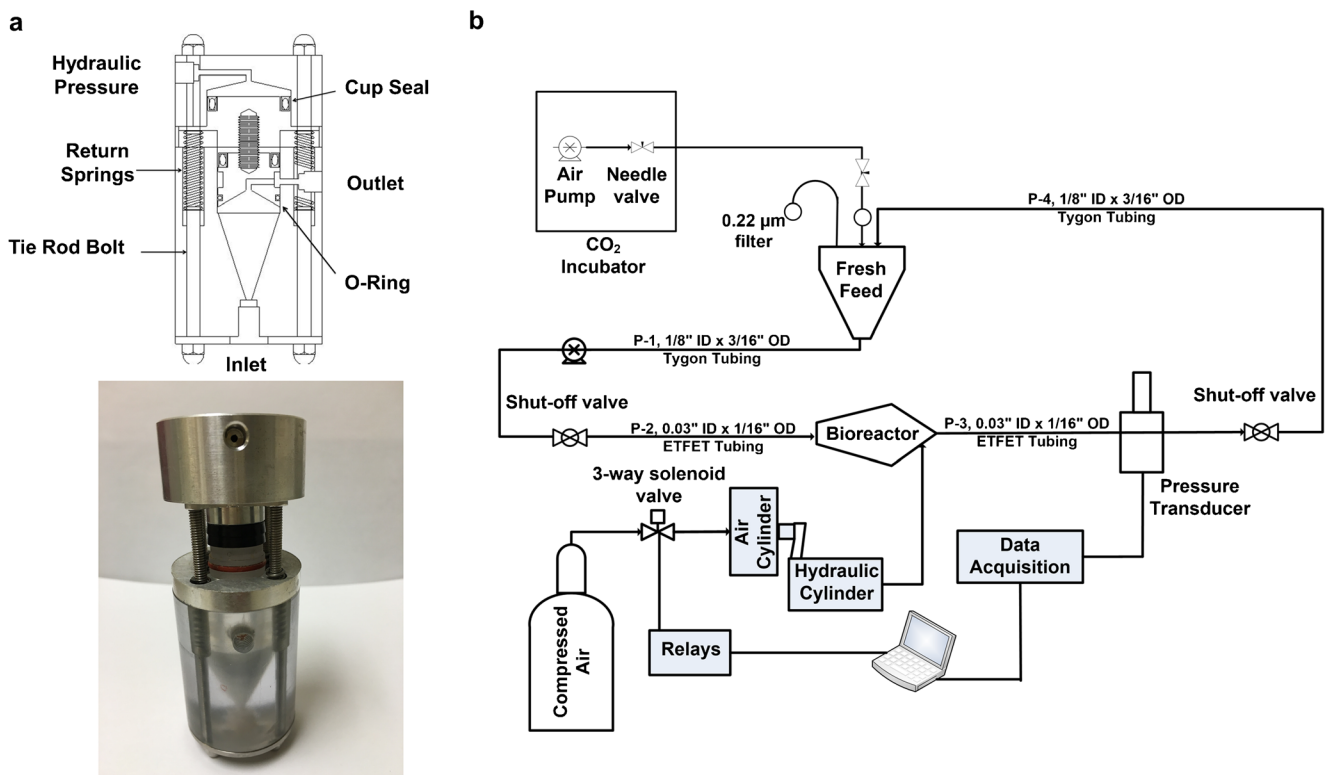 a
Hydraulic
Pressure
Cup Seal
Return
Springs
Outlet
Tie Rod Bolt
O-Ring
Inlet
b
Air
Pump
Needle
valve
CO₂
Incubator
0.22 µm
filter
Fresh
Feed
P-4, 1/8" ID x 3/16" OD
Tygon Tubing
P-1, 1/8" ID x 3/16" OD
Tygon Tubing
Shut-off valve
P-2, 0.03" ID x 1/16" OD
ETFET Tubing
Bioreactor
P-3, 0.03" ID x 1/16" OD
ETFET Tubing
Shut-off valve
Pressure
Transducer
3-way solenoid
valve
Air
Cylinder
Hydraulic
Cylinder
Data
Acquisition
Compressed
Air
Relays